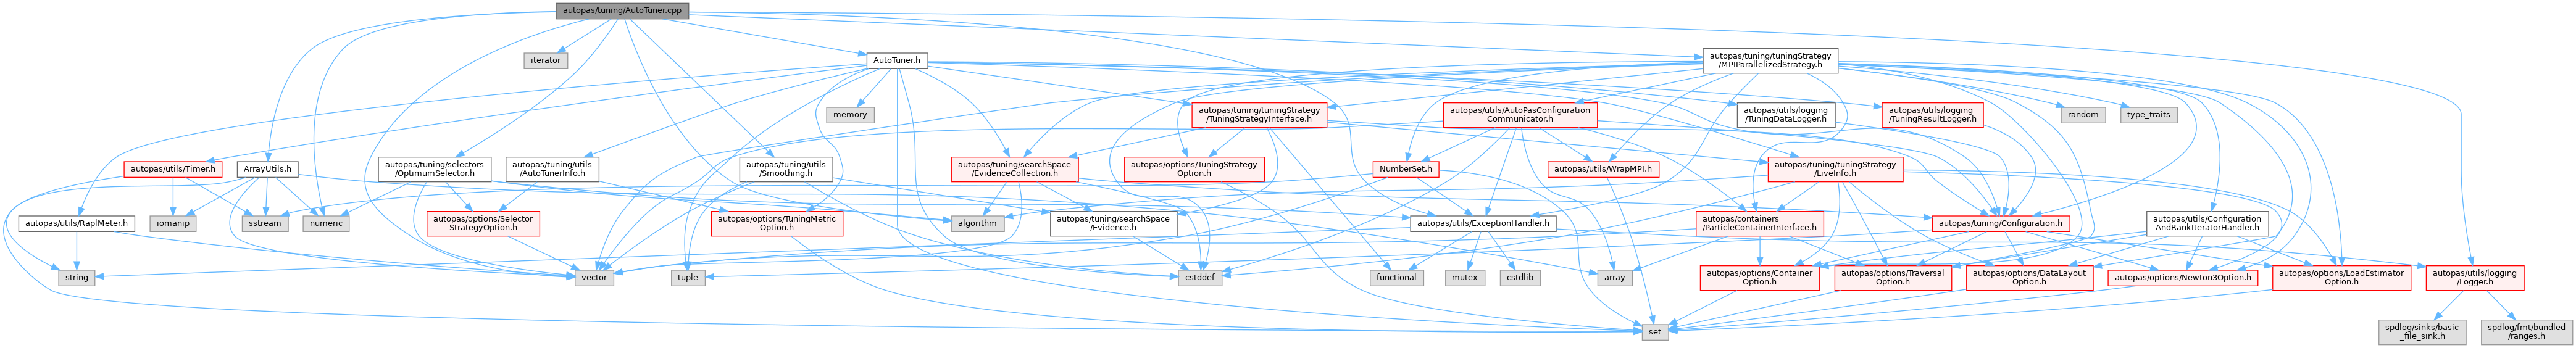 autopas/tuning/AutoTuner.cpp
iterator
AutoTuner.h
autopas/tuning/tuningStrategy
/MPIParallelizedStrategy.h
memory
autopas/tuning/tuningStrategy
/TuningStrategyInterface.h
autopas/utils/AutoPasConfiguration
Communicator.h
autopas/utils/logging
/TuningDataLogger.h
autopas/utils/logging
/TuningResultLogger.h
random
type_traits
autopas/utils/Timer.h
ArrayUtils.h
autopas/tuning/selectors
/OptimumSelector.h
autopas/tuning/utils
/AutoTunerInfo.h
autopas/tuning/utils
/Smoothing.h
autopas/tuning/searchSpace
/EvidenceCollection.h
autopas/options/TuningStrategy
Option.h
NumberSet.h
autopas/utils/WrapMPI.h
autopas/tuning/tuningStrategy
/LiveInfo.h
autopas/utils/RaplMeter.h
iomanip
sstream
numeric
autopas/options/Selector
StrategyOption.h
autopas/options/TuningMetric
Option.h
algorithm
autopas/tuning/searchSpace
/Evidence.h
autopas/utils/ExceptionHandler.h
autopas/containers
/ParticleContainerInterface.h
autopas/tuning/Configuration.h
autopas/utils/Configuration
AndRankIteratorHandler.h
string
vector
tuple
cstddef
functional
mutex
cstdlib
array
autopas/options/Container
Option.h
autopas/options/Traversal
Option.h
autopas/options/DataLayout
Option.h
autopas/options/Newton3Option.h
autopas/options/LoadEstimator
Option.h
autopas/utils/logging
/Logger.h
set
spdlog/sinks/basic
_file_sink.h
spdlog/fmt/bundled
/ranges.h